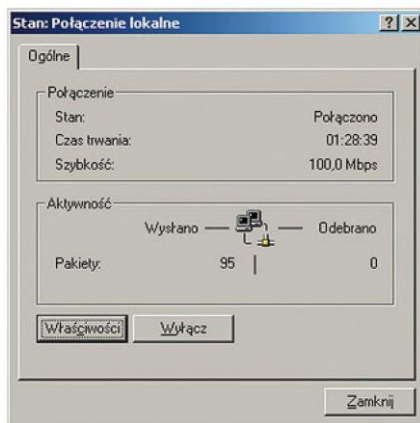 Stan: Połączenie lokalne
Ogólne
Połączenie
Stan: Połączono
Czas trwania: 01:28:39
Szybkość: 100,0 Mbps
Aktywność
Wysłano — — Odebrano
Pakiety: 95 | 0
Właściwości Wyłącz
Zamknij